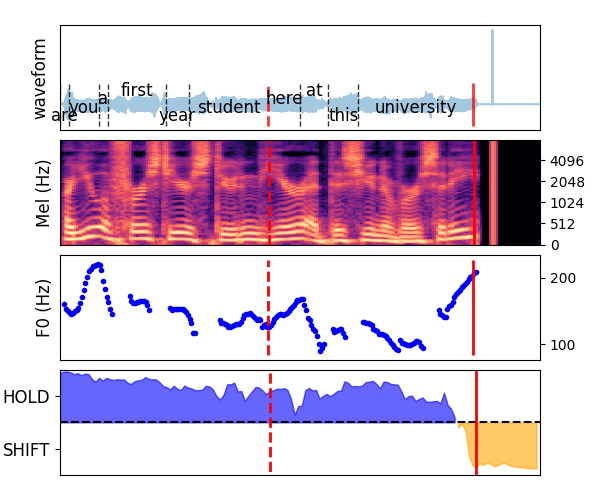 waveform
are you a first year student here at this university
Mel (Hz)
4096
2048
1024
512
0
F0 (Hz)
200
100
HOLD
SHIFT